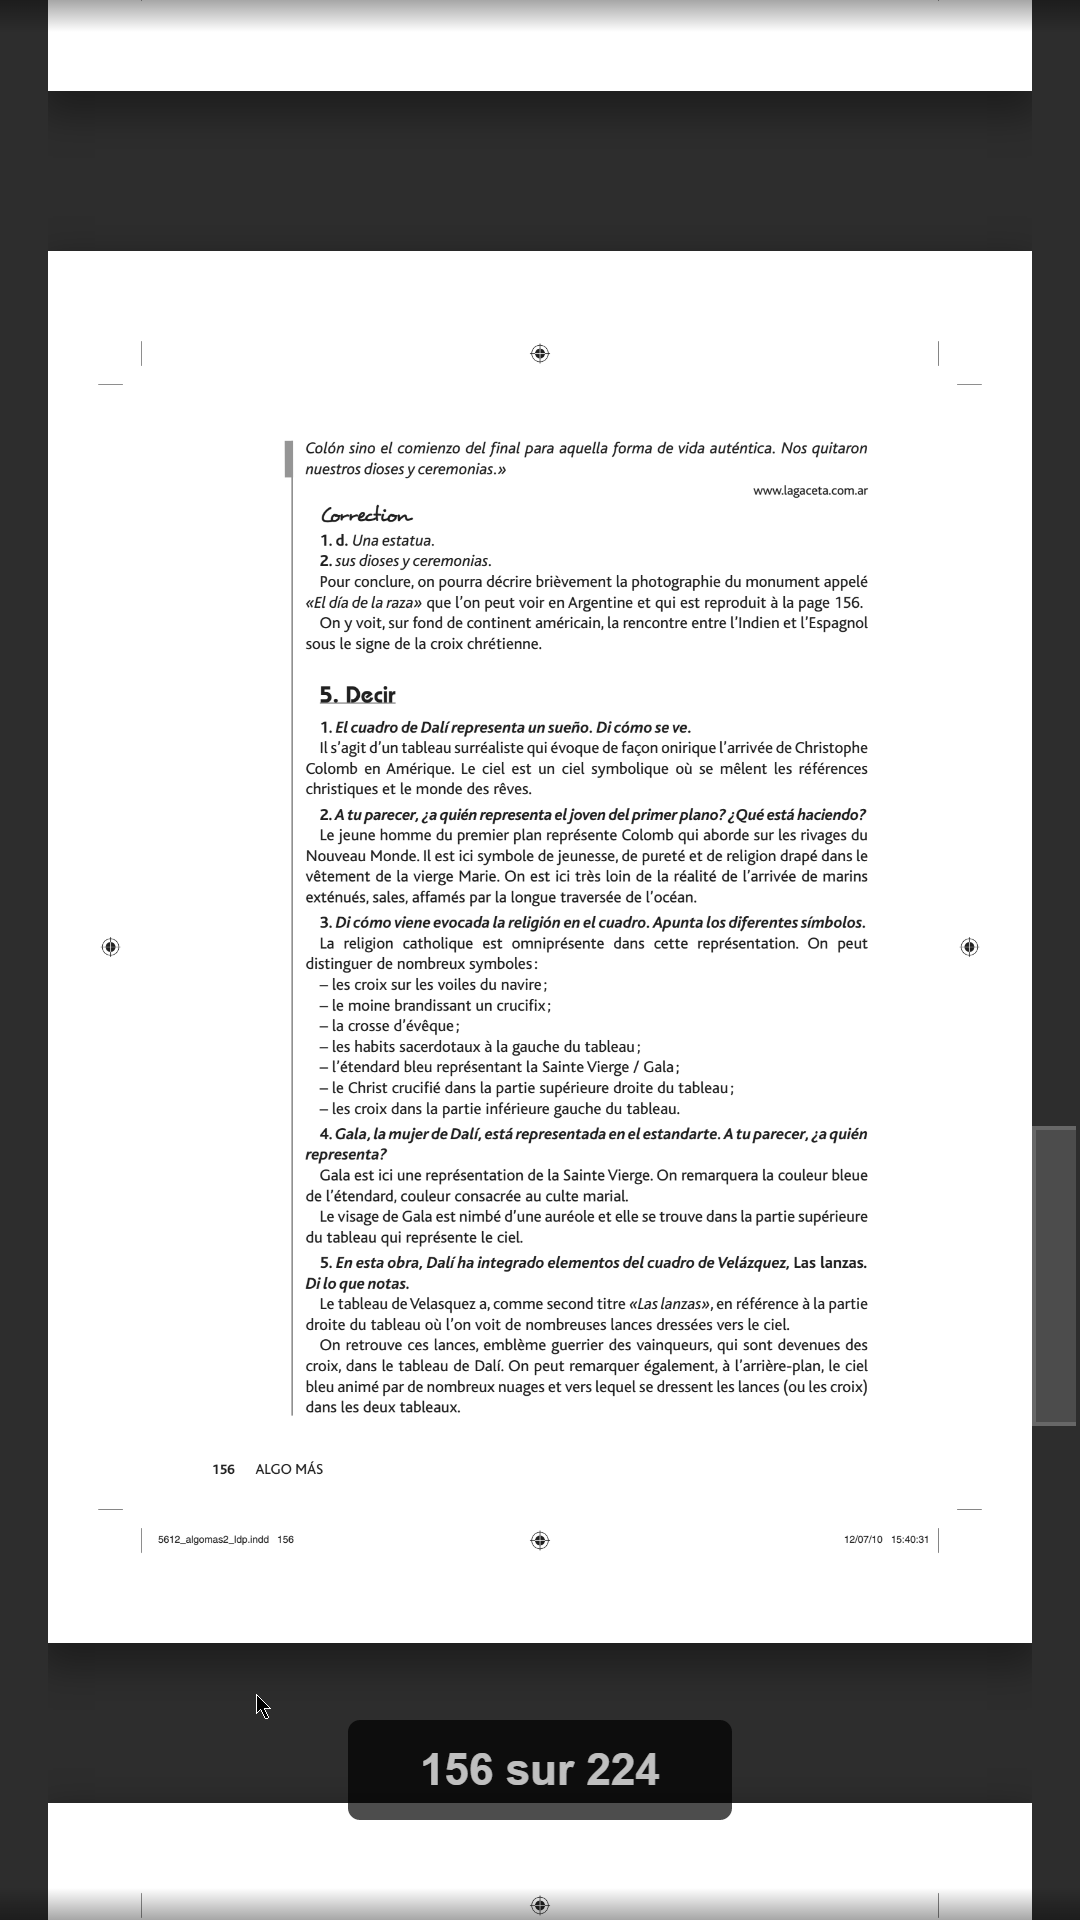 Colón sino el comienzo del final para aquella forma de vida auténtica. Nos quitaron
nuestros dioses y ceremonias.»
www.lagaceta.com.ar
Correction
1. d. Una estatua.
2. sus dioses y ceremonias.
Pour conclure, on pourra décrire brièvement la photographie du monument appelé
«El día de la raza» que l'on peut voir en Argentine et qui est reproduit à la page 156.
On y voit, sur fond de continent américain, la rencontre entre l'Indien et l'Espagnol
sous le signe de la croix chrétienne.
5. Decir
1. El cuadro de Dalí representa un sueño. Di cómo se ve.
Il s'agit d'un tableau surréaliste qui évoque de façon onirique l'arrivée de Christophe
Colomb en Amérique. Le ciel est un ciel symbolique où se mêlent les références
christiques et le monde des rêves.
2. A tu parecer, ¿a quién representa el joven del primer plano? ¿Qué está haciendo?
Le jeune homme du premier plan représente Colomb qui aborde sur les rivages du
Nouveau Monde. Il est ici symbole de jeunesse, de pureté et de religion drapé dans le
vêtement de la vierge Marie. On est ici très loin de la réalité de l'arrivée de marins
exténués, sales, affamés par la longue traversée de l'océan.
3. Di cómo viene evocada la religión en el cuadro. Apunta los diferentes símbolos.
La religion catholique est omniprésente dans cette représentation. On peut
distinguer de nombreux symboles :
– les croix sur les voiles du navire ;
– le moine brandissant un crucifix ;
– la crosse d'évêque ;
– les habits sacerdotaux à la gauche du tableau ;
– l'étendard bleu représentant la Sainte Vierge / Gala ;
– le Christ crucifié dans la partie supérieure droite du tableau ;
– les croix dans la partie inférieure gauche du tableau.
4. Gala, la mujer de Dalí, está representada en el estandarte. A tu parecer, ¿a quién
representa?
Gala est ici une représentation de la Sainte Vierge. On remarquera la couleur bleue
de l'étendard, couleur consacrée au culte marial.
Le visage de Gala est nimbé d'une auréole et elle se trouve dans la partie supérieure
du tableau qui représente le ciel.
5. En esta obra, Dalí ha integrado elementos del cuadro de Velázquez, Las lanzas.
Di lo que notas.
Le tableau de Velasquez a, comme second titre «Las lanzas», en référence à la partie
droite du tableau où l'on voit de nombreuses lances dressées vers le ciel.
On retrouve ces lances, emblème guerrier des vainqueurs, qui sont devenues des
croix, dans le tableau de Dalí. On peut remarquer également, à l'arrière-plan, le ciel
bleu animé par de nombreux nuages et vers lequel se dressent les lances (ou les croix)
dans les deux tableaux.
156 ALGO MÁS
5612_algomas2_ldp.indd 156
12/07/10 15:40:31
156 sur 224